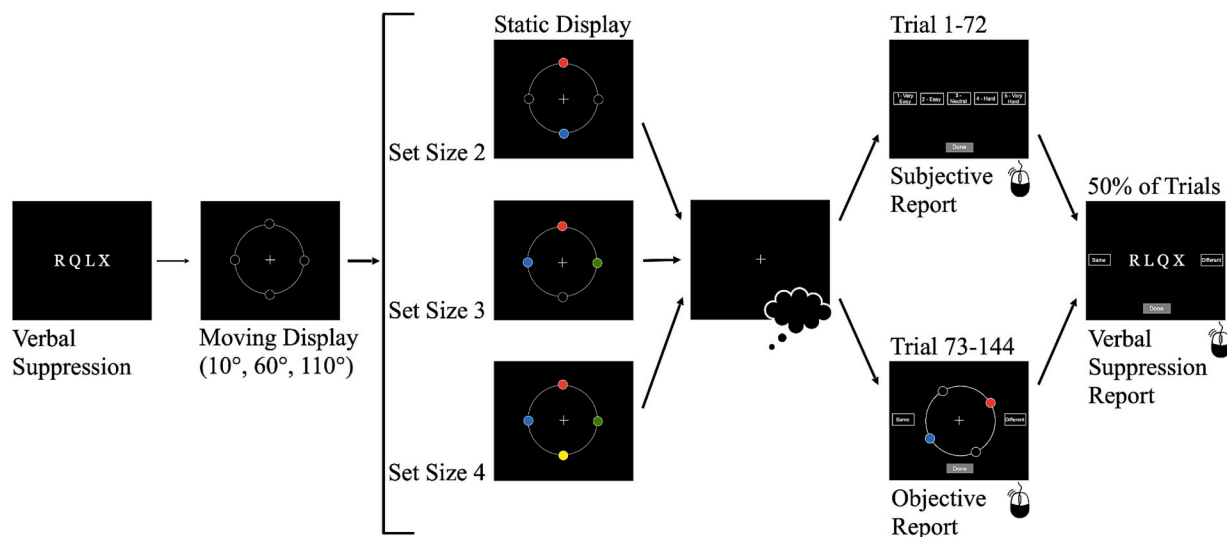 R Q L X
Verbal
Suppression
Moving Display
(10°, 60°, 110°)
Static Display
Set Size 2
Set Size 3
Set Size 4
Trial 1-72
1 - Very
Easy
2 - Easy
3 -
Neutral
4 - Hard
5 - Very
Hard
Done
Subjective
Report
Trial 73-144
Same
Different
Done
Objective
Report
50% of Trials
Same
R L Q X
Different
Done
Verbal
Suppression
Report